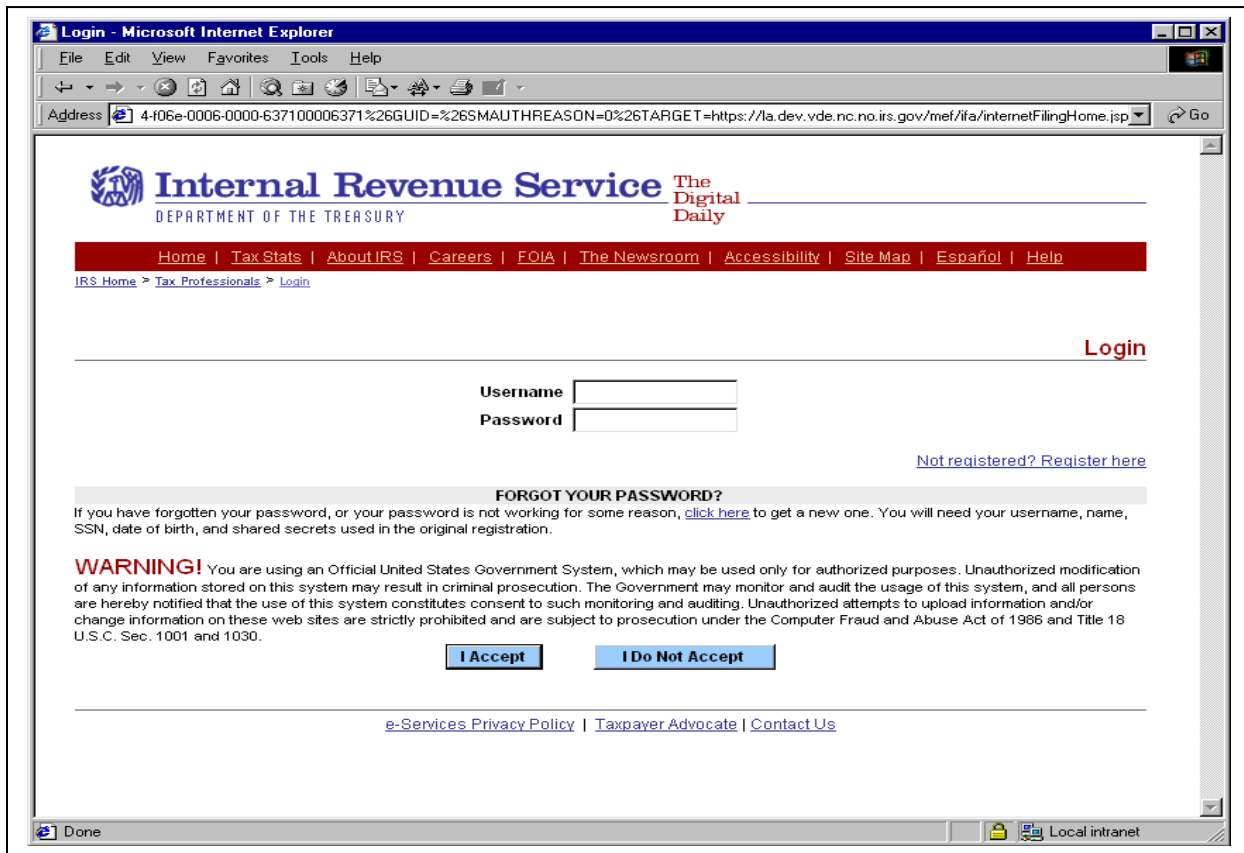 Login - Microsoft Internet Explorer
File Edit View Favorites Tools Help
Address 4-f06e-0006-0000-637100006371%26GUID=%26SMAUTHREASON=0%26TARGET=https://la.dev.vde.nc.no.irs.gov/mef/ifa/internetFilingHome.jsp Go
Internal Revenue Service
DEPARTMENT OF THE TREASURY
The
Digital
Daily
Home | Tax Stats | About IRS | Careers | FOIA | The Newsroom | Accessibility | Site Map | Español | Help
IRS Home > Tax Professionals > Login
Login
Username
Password
Not registered? Register here
FORGOT YOUR PASSWORD?
If you have forgotten your password, or your password is not working for some reason, click here to get a new one. You will need your username, name,
SSN, date of birth, and shared secrets used in the original registration.
WARNING! You are using an Official United States Government System, which may be used only for authorized purposes. Unauthorized modification
of any information stored on this system may result in criminal prosecution. The Government may monitor and audit the usage of this system, and all persons
are hereby notified that the use of this system constitutes consent to such monitoring and auditing. Unauthorized attempts to upload information and/or
change information on these web sites are strictly prohibited and are subject to prosecution under the Computer Fraud and Abuse Act of 1986 and Title 18
U.S.C. Sec. 1001 and 1030.
I Accept I Do Not Accept
e-Services Privacy Policy | Taxpayer Advocate | Contact Us
Done Local intranet